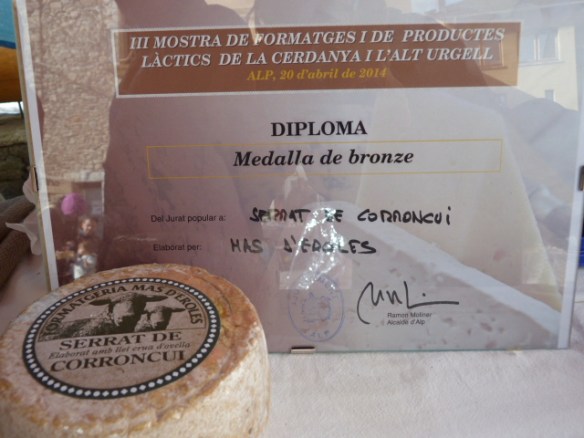 III MOSTRA DE FORMATGES I DE PRODUCTES
LÀCTICS DE LA CERDANYA I L'ALT URGELL
ALP, 20 d'abril de 2014
DIPLOMA
Medalla de bronze
Del Jurat popular a: SERRAT DE CORRONCUI
Elaborat per: MAS D'EROLES
Ramon Moliner
Alcalde d'Alp
FORMATGERIA MAS D'EROLES
SERRAT DE
Elaborat amb llet crua d'ovella
CORRONCUI